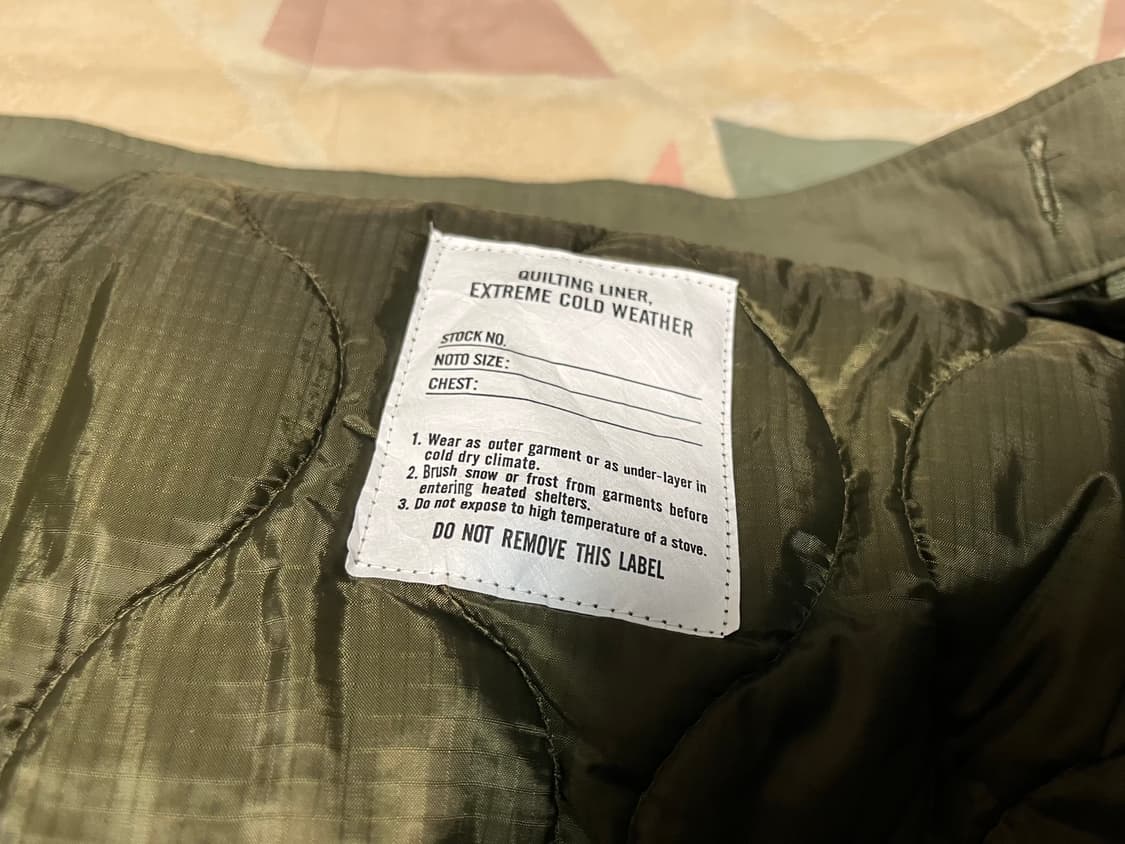 QUILTING LINER,
EXTREME COLD WEATHER
STOCK NO.
NOTO SIZE:
CHEST:
1. Wear as outer garment or as under-layer in
cold dry climate.
2. Brush snow or frost from garments before
entering heated shelters.
3. Do not expose to high temperature of a stove.
DO NOT REMOVE THIS LABEL